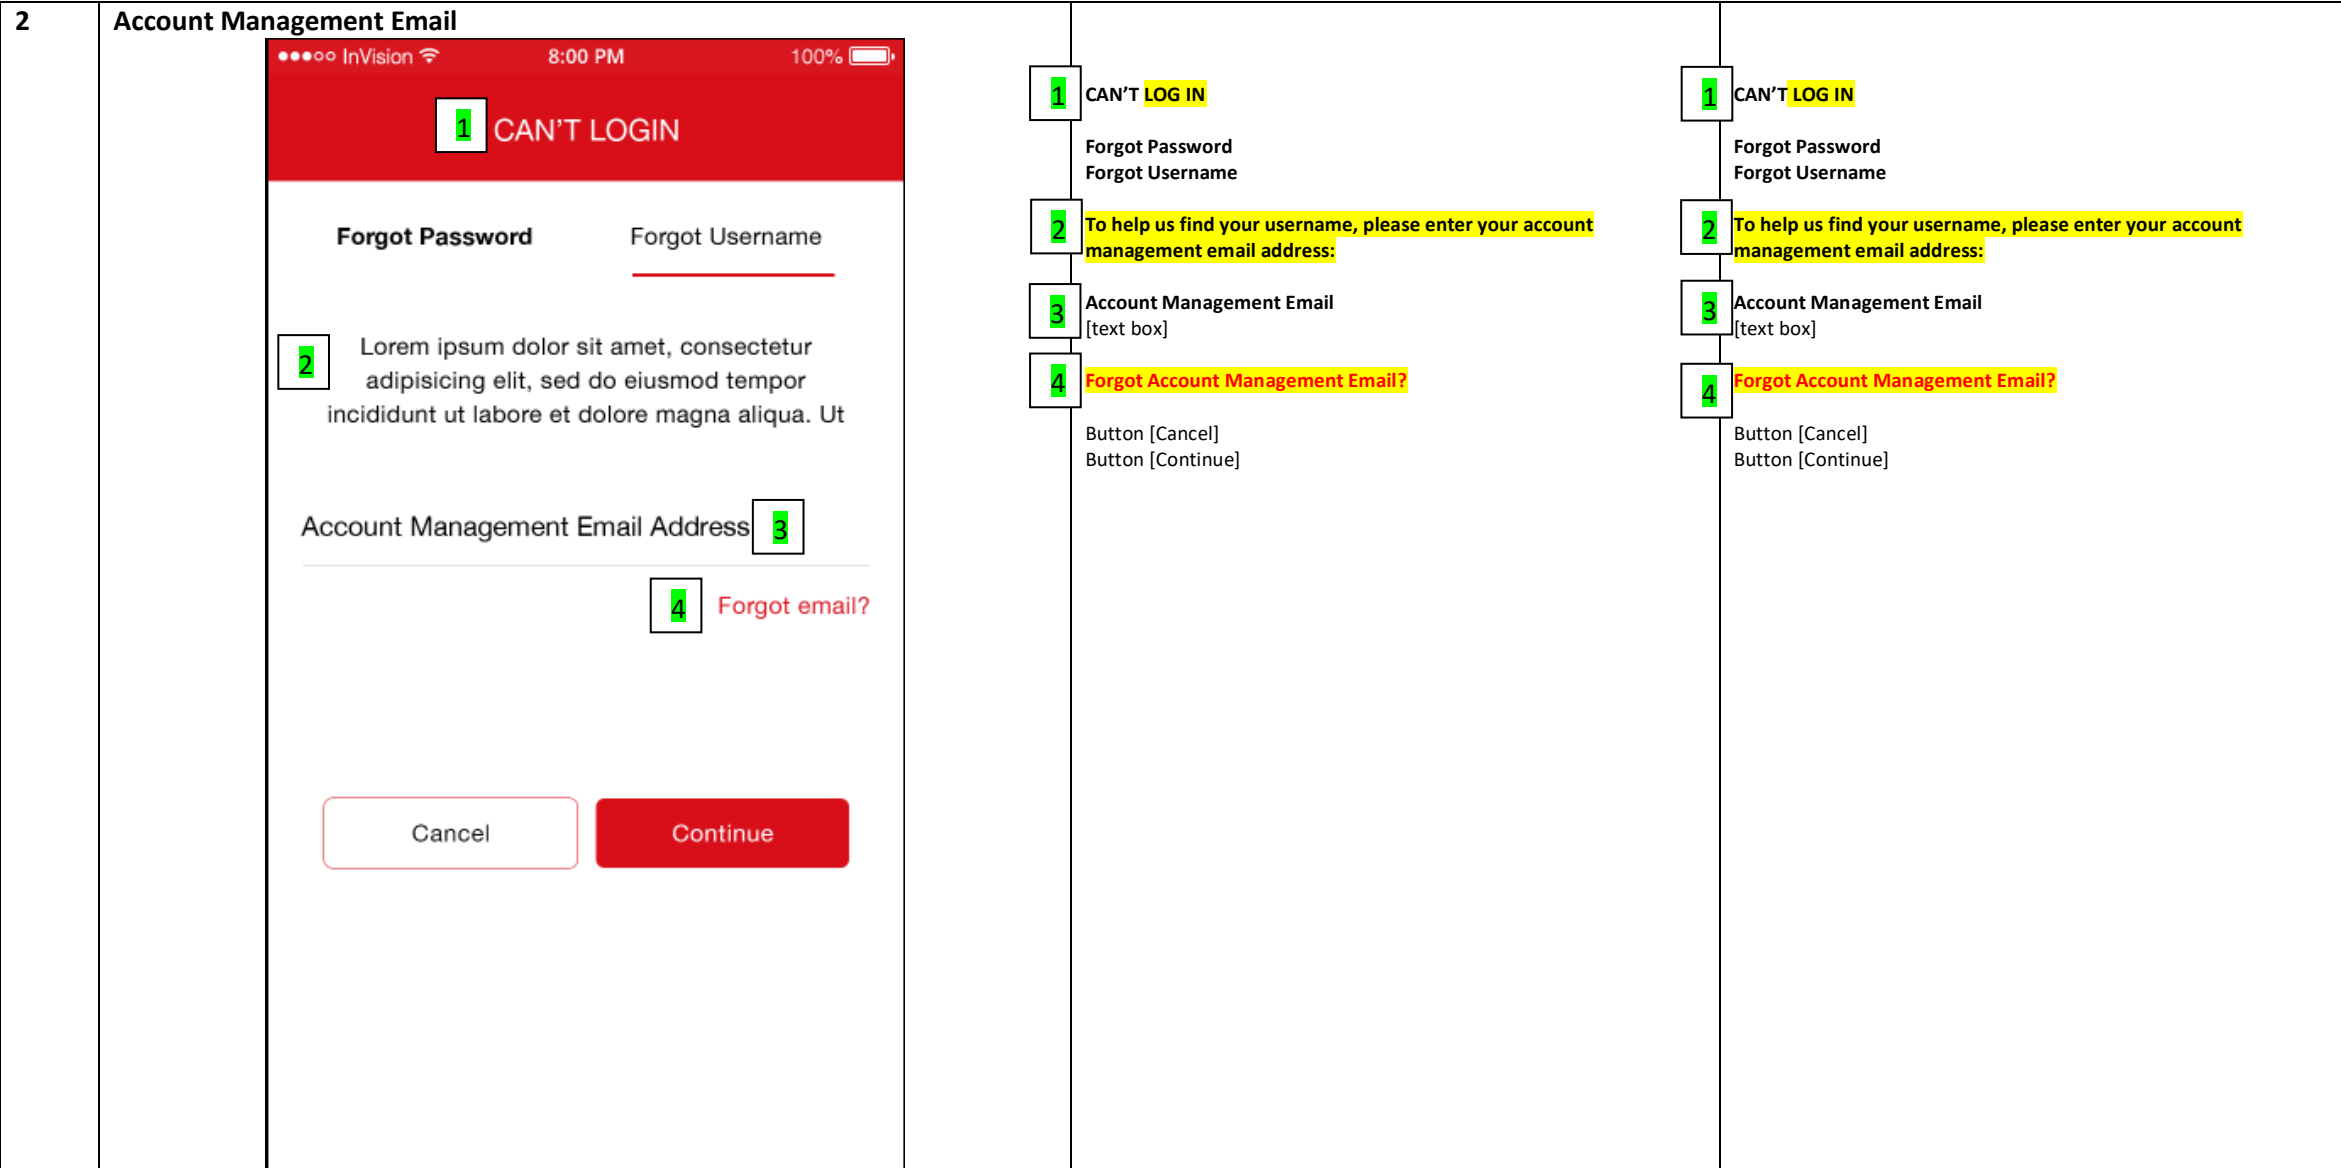 2
Account Management Email
InVision 8:00 PM 100%
1 CAN'T LOGIN
Forgot Password Forgot Username
2
Lorem ipsum dolor sit amet, consectetur
adipisicing elit, sed do eiusmod tempor
incididunt ut labore et dolore magna aliqua. Ut
Account Management Email Address 3
4 Forgot email?
Cancel Continue
1 CAN'T LOG IN
Forgot Password
Forgot Username
2 To help us find your username, please enter your account
management email address:
3 Account Management Email
[text box]
4 Forgot Account Management Email?
Button [Cancel]
Button [Continue]
1 CAN'T LOG IN
Forgot Password
Forgot Username
2 To help us find your username, please enter your account
management email address:
3 Account Management Email
[text box]
4 Forgot Account Management Email?
Button [Cancel]
Button [Continue]